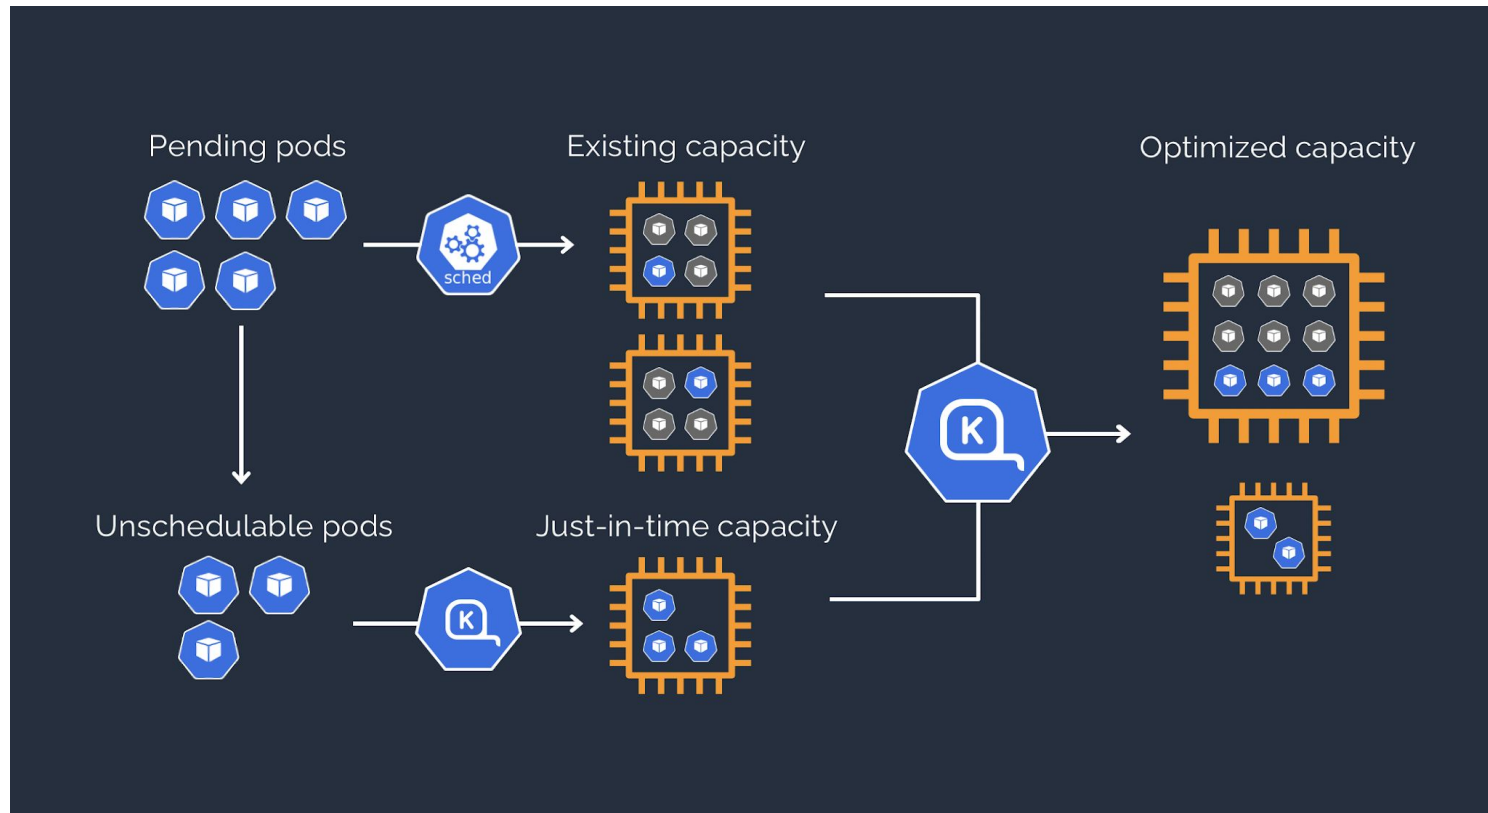 Pending pods
Existing capacity
Optimized capacity
sched
K
Unschedulable pods
Just-in-time capacity
K